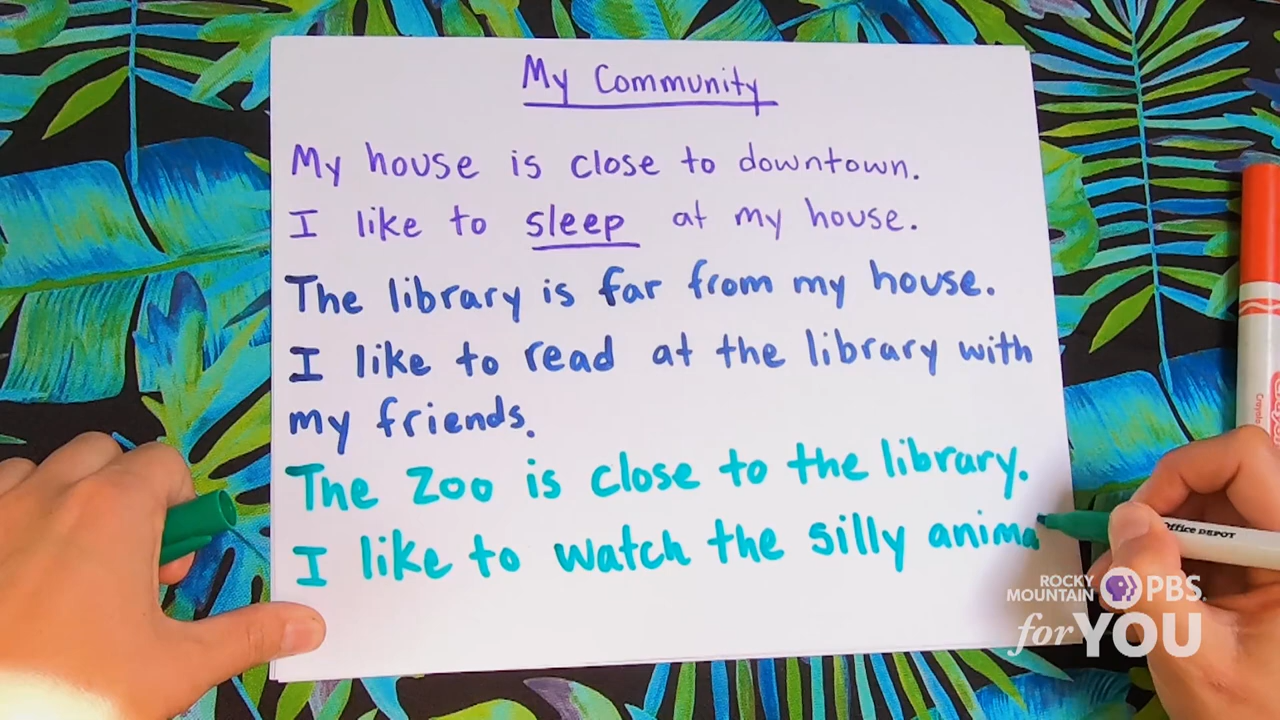 My Community
My house is close to downtown.
I like to sleep at my house.
The library is far from my house.
I like to read at the library with
my friends.
The Zoo is close to the library.
I like to watch the silly anima
Office DEPOT
ROCKY
MOUNTAIN PBS.
for YOU